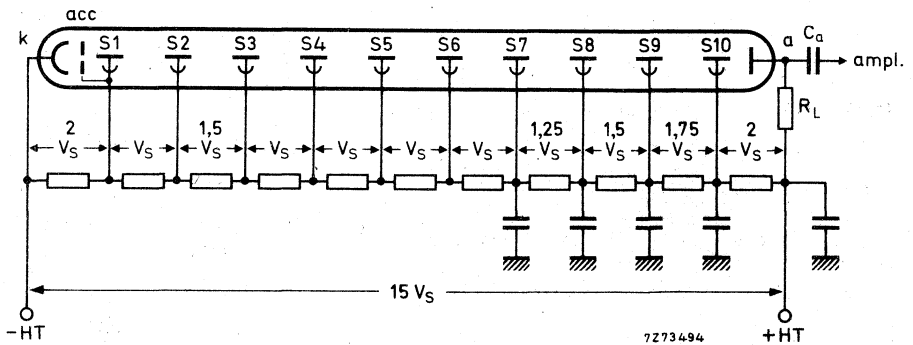 acc
k S1 S2 S3 S4 S5 S6 S7 S8 S9 S10 a Ca ampl.
RL
2 1,5 1,25 1,5 1,75 2
VS VS VS VS VS VS VS VS VS VS VS
15 VS
-HT 7Z73494 +HT